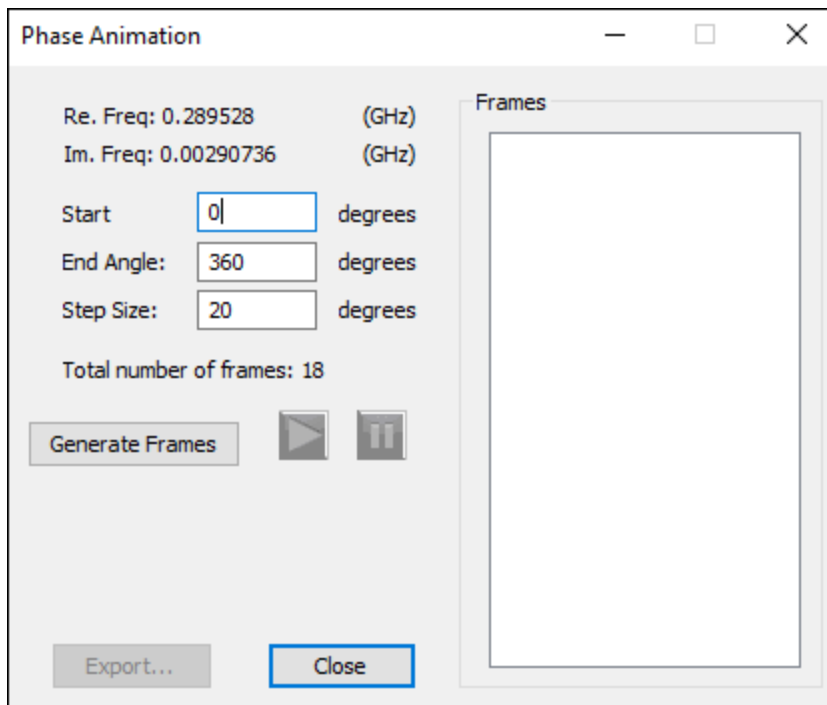 Phase Animation
Re. Freq: 0.289528 (GHz)
Im. Freq: 0.00290736 (GHz)
Start 0 degrees
End Angle: 360 degrees
Step Size: 20 degrees
Total number of frames: 18
Generate Frames
Export...
Close
Frames